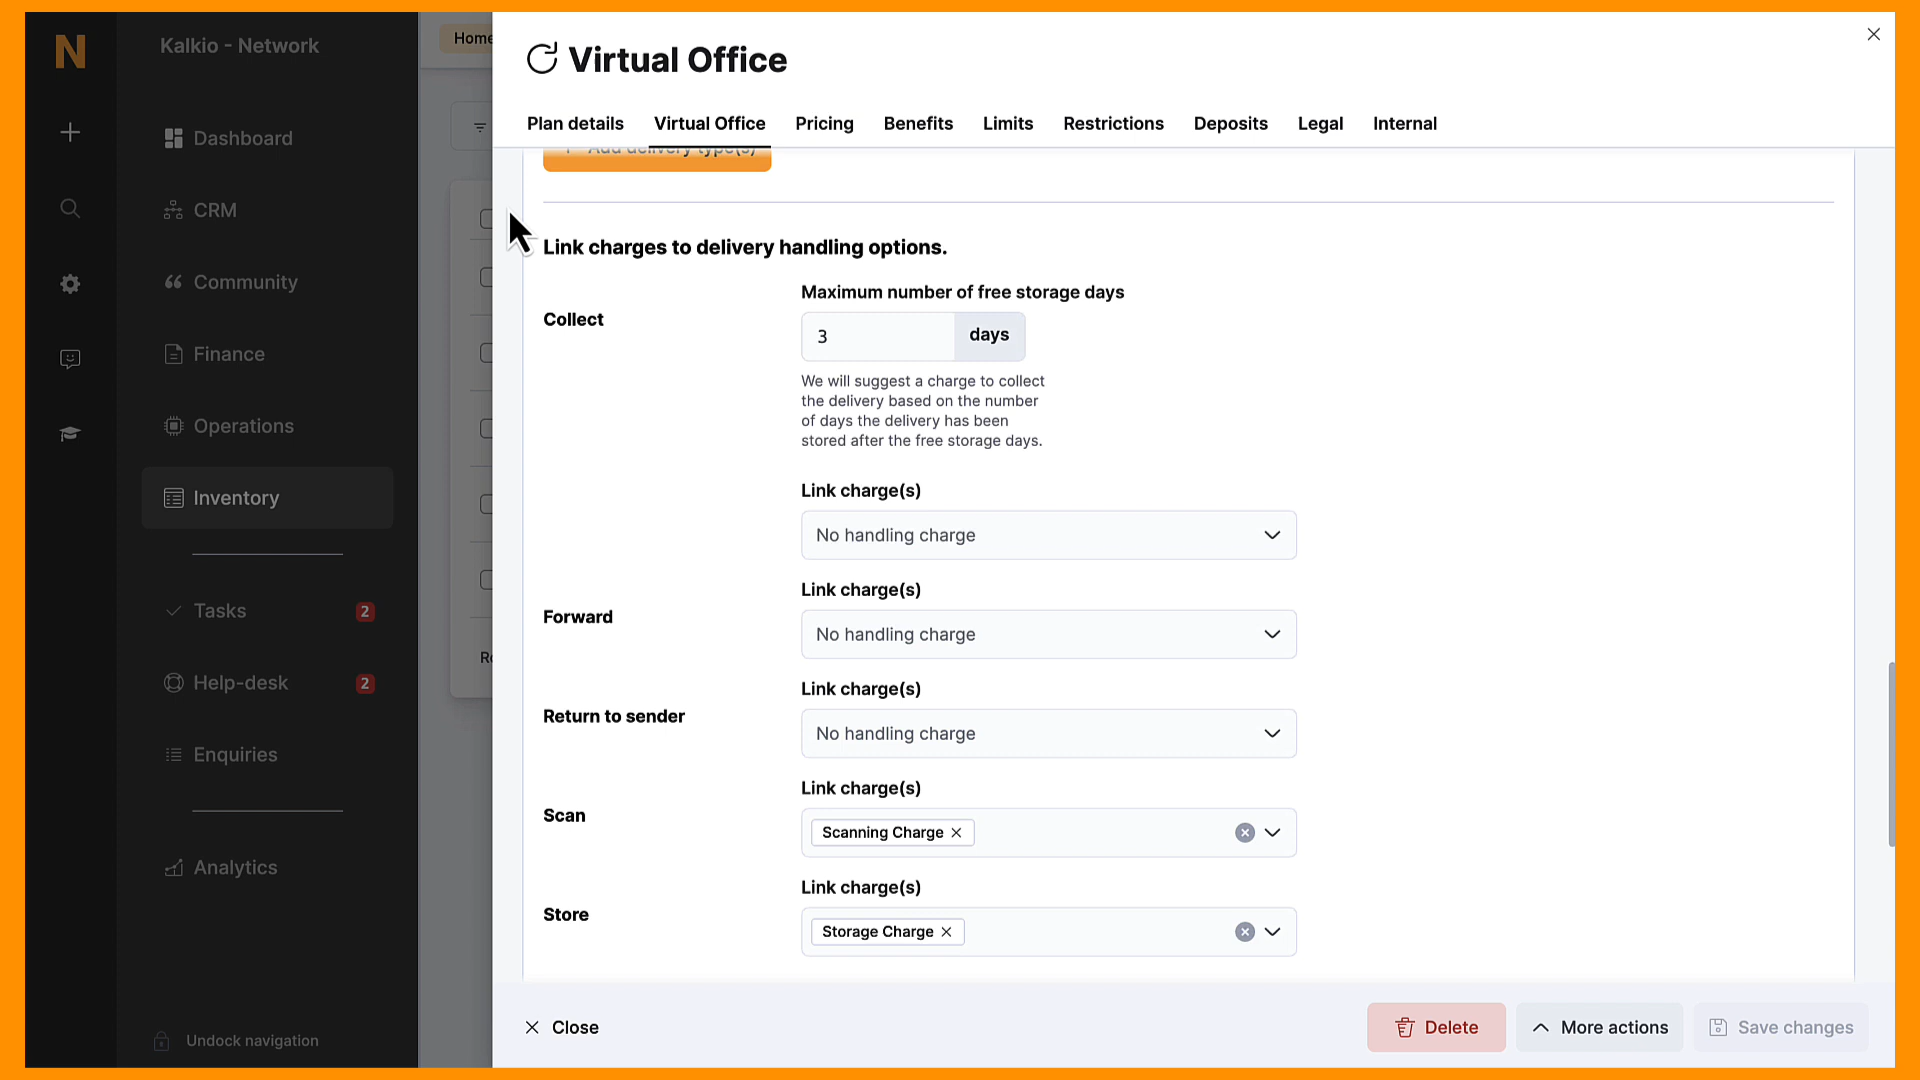 N
Kalkio - Network
Dashboard
CRM
Community
Finance
Operations
Inventory
Tasks
2
Help-desk
2
Enquiries
Analytics
Undock navigation
Home
Virtual Office
Plan details
Virtual Office
Pricing
Benefits
Limits
Restrictions
Deposits
Legal
Internal
+ Add delivery type(s)
Link charges to delivery handling options.
Collect
Maximum number of free storage days
3
days
We will suggest a charge to collect
the delivery based on the number
of days the delivery has been
stored after the free storage days.
Link charge(s)
No handling charge
Forward
Link charge(s)
No handling charge
Return to sender
Link charge(s)
No handling charge
Scan
Link charge(s)
Scanning Charge
Store
Link charge(s)
Storage Charge
Close
Delete
More actions
Save changes